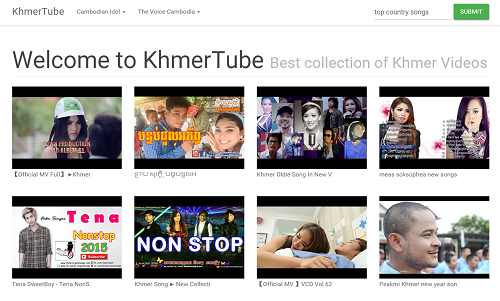 KhmerTube Cambodian Idol The Voice Cambodia top country songs SUBMIT
Welcome to KhmerTube Best collection of Khmer Videos
PRODUCTION
U
【Official MV Full】►Khmer
Khmer Oldie Song In New V
meas soksophea new songs
Tena
Nonstop
2015
Subscribe
NON STOP
Tena SweetBoy - Tena NonS
Khmer Song ► New Collecti
【Official MV 】VCD Vol 62
Peakmi Khmer new year son